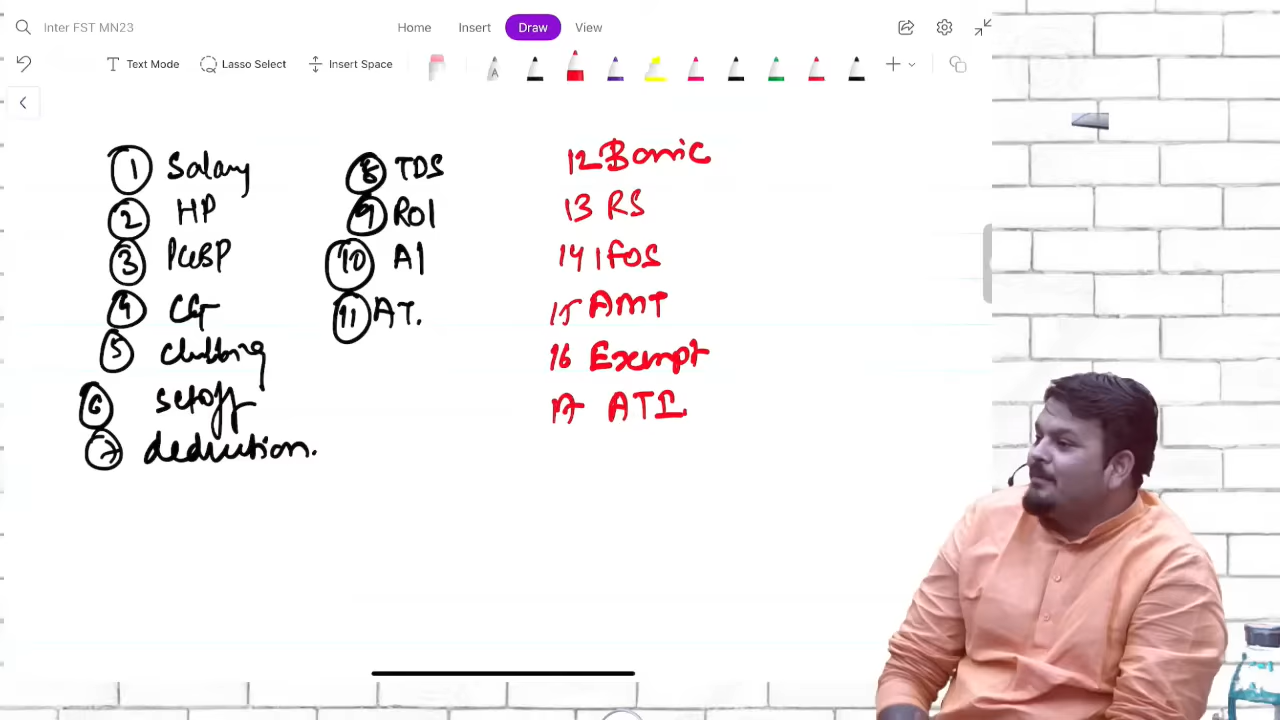 Inter FST MN23
Home Insert Draw View
Text Mode Lasso Select Insert Space
1 Salary
2 HP
3 PGBP
4 CG
5 clubbing
6 setoff
7 deduction.
8 TDS
9 ROI
10 AI
11 AT.
12 Basic
13 RS
14 IFOS
15 AMT
16 Exempt
17 ATI